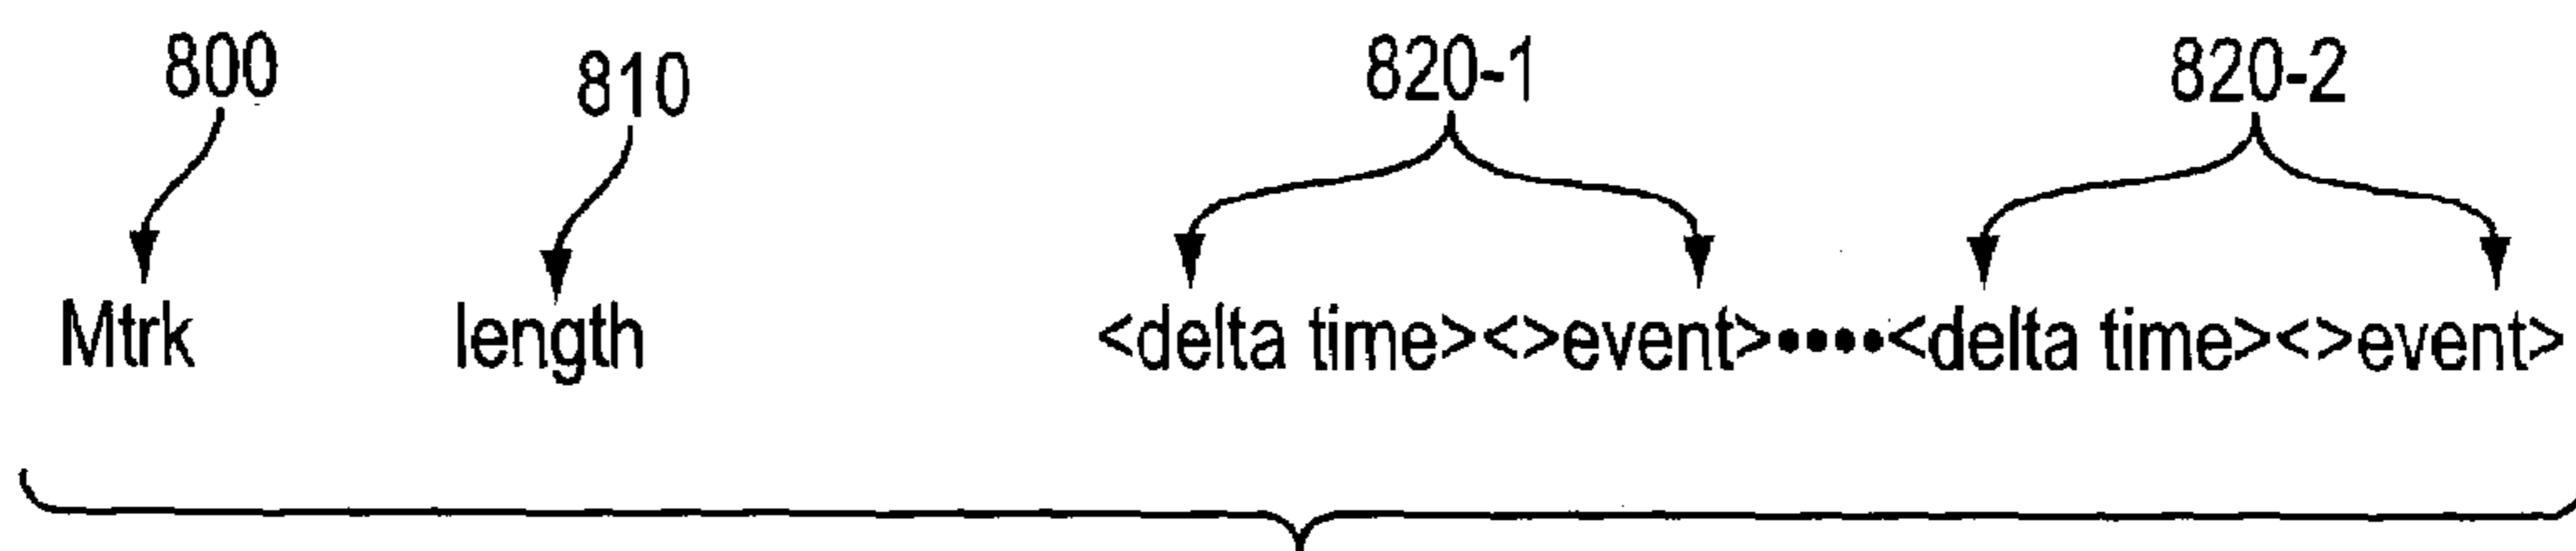 800 810 820-1 820-2
Mtrk length <delta time><>event>••••<delta time><>event>